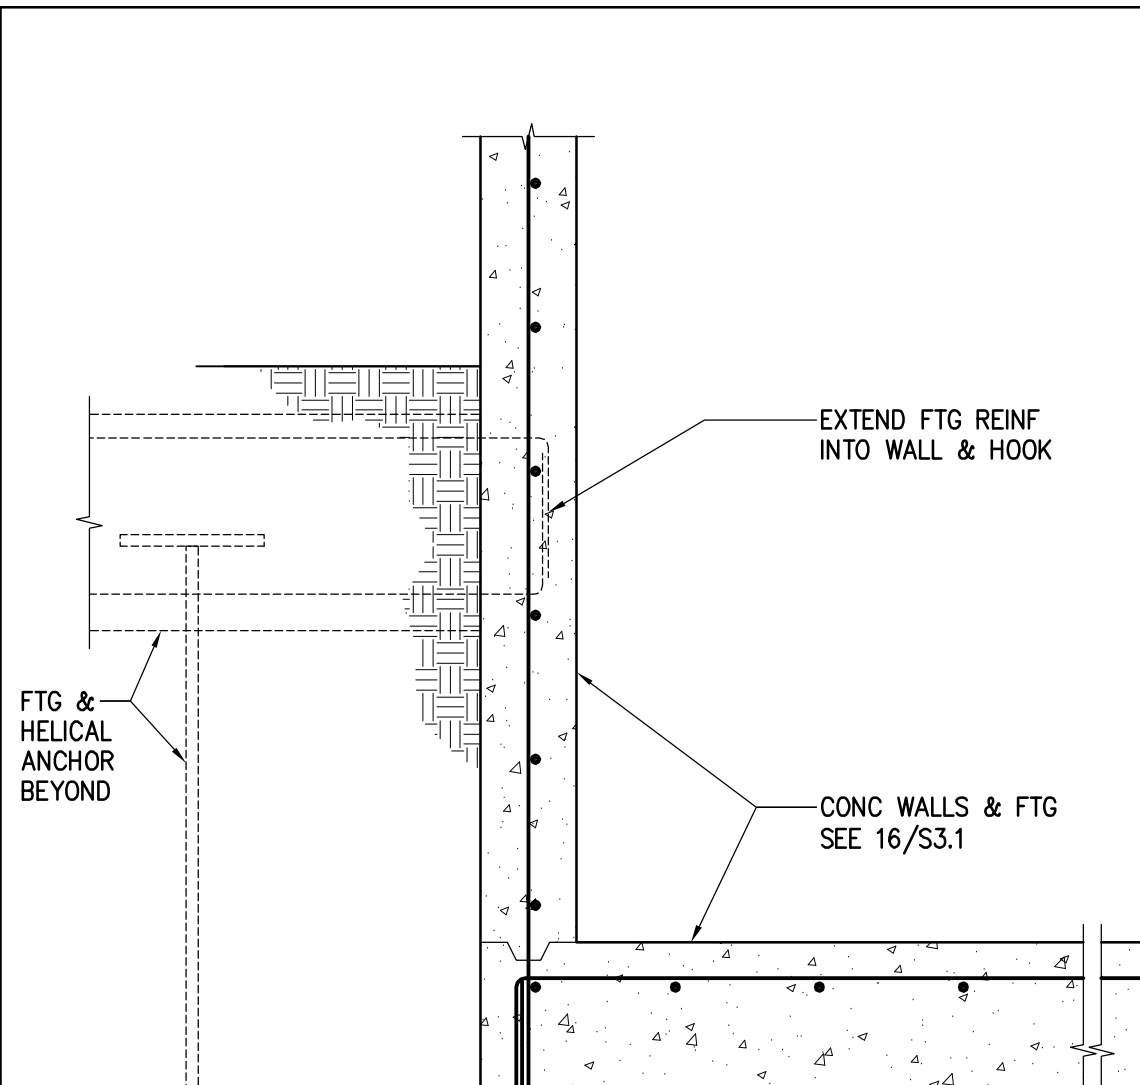 EXTEND FTG REINF
INTO WALL & HOOK
FTG &
HELICAL
ANCHOR
BEYOND
CONC WALLS & FTG
SEE 16/S3.1